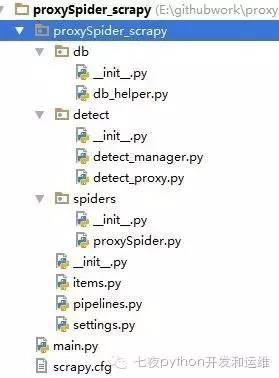 proxySpider_scrapy (E:\githubwork\proxy
proxySpider_scrapy
db
__init__.py
db_helper.py
detect
__init__.py
detect_manager.py
detect_proxy.py
spiders
__init__.py
proxySpider.py
__init__.py
items.py
pipelines.py
settings.py
main.py
scrapy.cfg
七夜python开发和运维